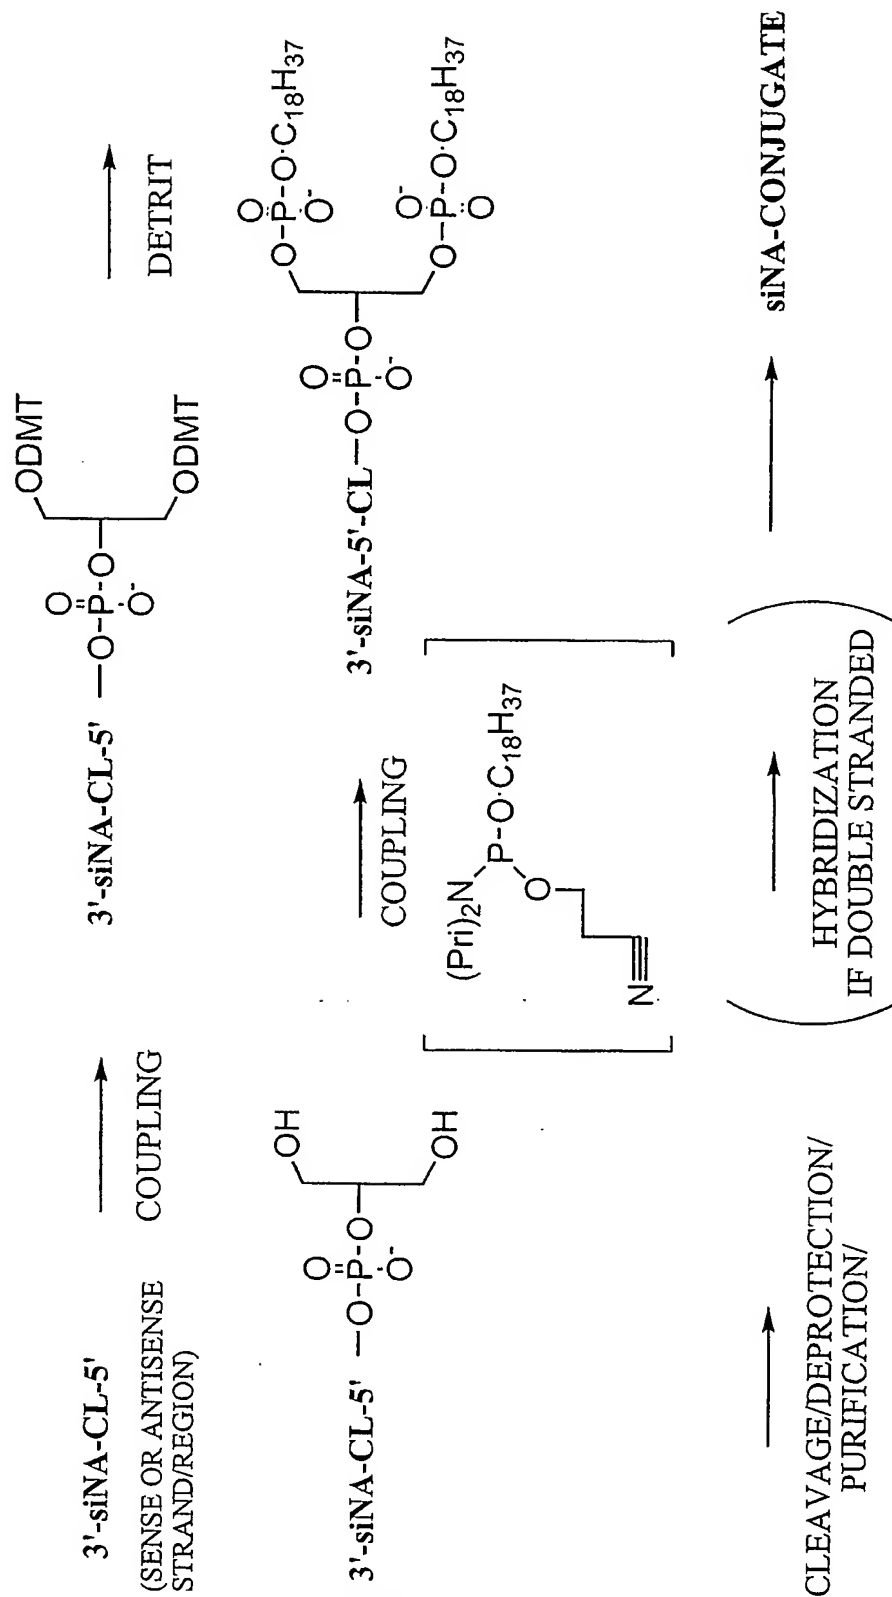 3'-siNA-CL-5'
(SENSE OR ANTISENSE
STRAND/REGION)
COUPLING
3'-siNA-CL-5'
O
O-P-O
O-
ODMT
ODMT
DETRIT
3'-siNA-CL-5'
O
O-P-O
O-
OH
OH
COUPLING
(Pri)2N
P-O·C18H37
O
N
3'-siNA-5'-CL
O
O-P-O
O-
O
O-P-O·C18H37
O-
O-
O-P-O·C18H37
O
CLEAVAGE/DEPROTECTION/
PURIFICATION/
HYBRIDIZATION
IF DOUBLE STRANDED
siNA-CONJUGATE